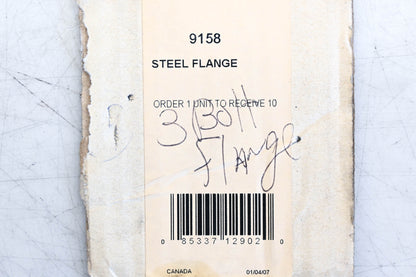 9158
STEEL FLANGE
ORDER 1 UNIT TO RECEIVE 10
3 Bolt
Flange
0 85337 12902 0
CANADA 01/04/07